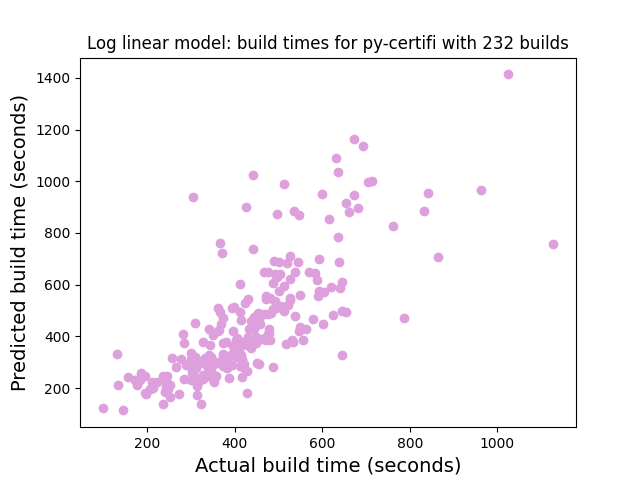 Log linear model: build times for py-certifi with 232 builds
1400
1200
1000
800
600
400
200
Predicted build time (seconds)
200 400 600 800 1000
Actual build time (seconds)